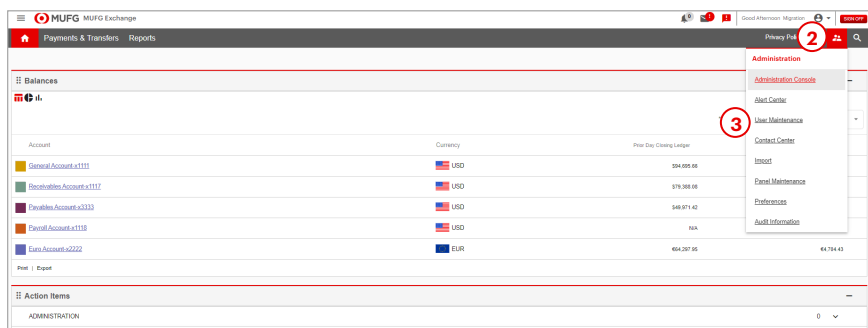 MUFG MUFG Exchange
Good Afternoon Migration
SIGN OFF
Payments & Transfers Reports
Privacy Poli
2
Administration
Administration Console
Alert Center
User Maintenance
3
Contact Center
Import
Panel Maintenance
Preferences
Audit Information
Balances
Account Currency Prior Day Closing Ledger
General Account-x1111 USD $94,695.66
Receivables Account-x1117 USD $79,388.08
Payables Account-x3333 USD $49,971.42
Payroll Account-x1118 USD N/A
Euro Account-x2222 EUR €64,297.95 €4,784.43
Print | Export
Action Items
ADMINISTRATION 0